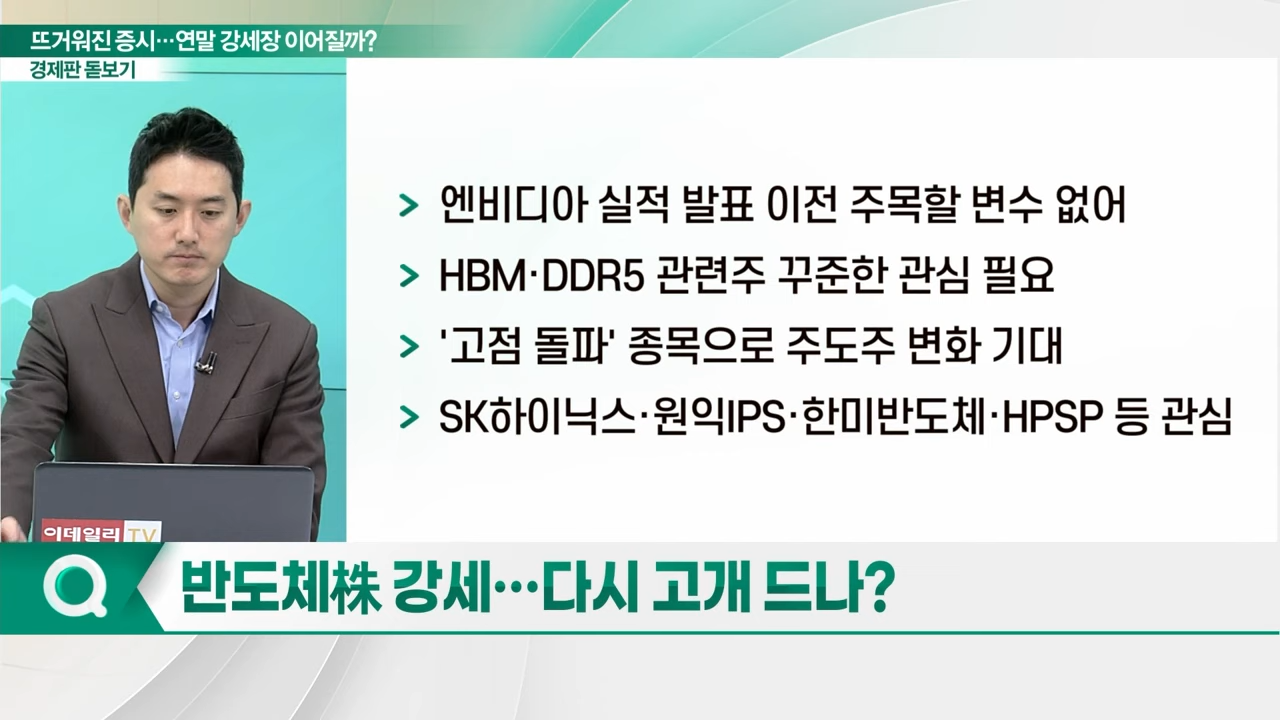 뜨거워진 증시…연말 강세장 이어질까?
경제판 돋보기
> 엔비디아 실적 발표 이전 주목할 변수 없어
> HBM·DDR5 관련주 꾸준한 관심 필요
> '고점 돌파' 종목으로 주도주 변화 기대
> SK하이닉스·원익IPS·한미반도체·HPSP 등 관심
이데일리 TV
Q 반도체株 강세…다시 고개 드나?